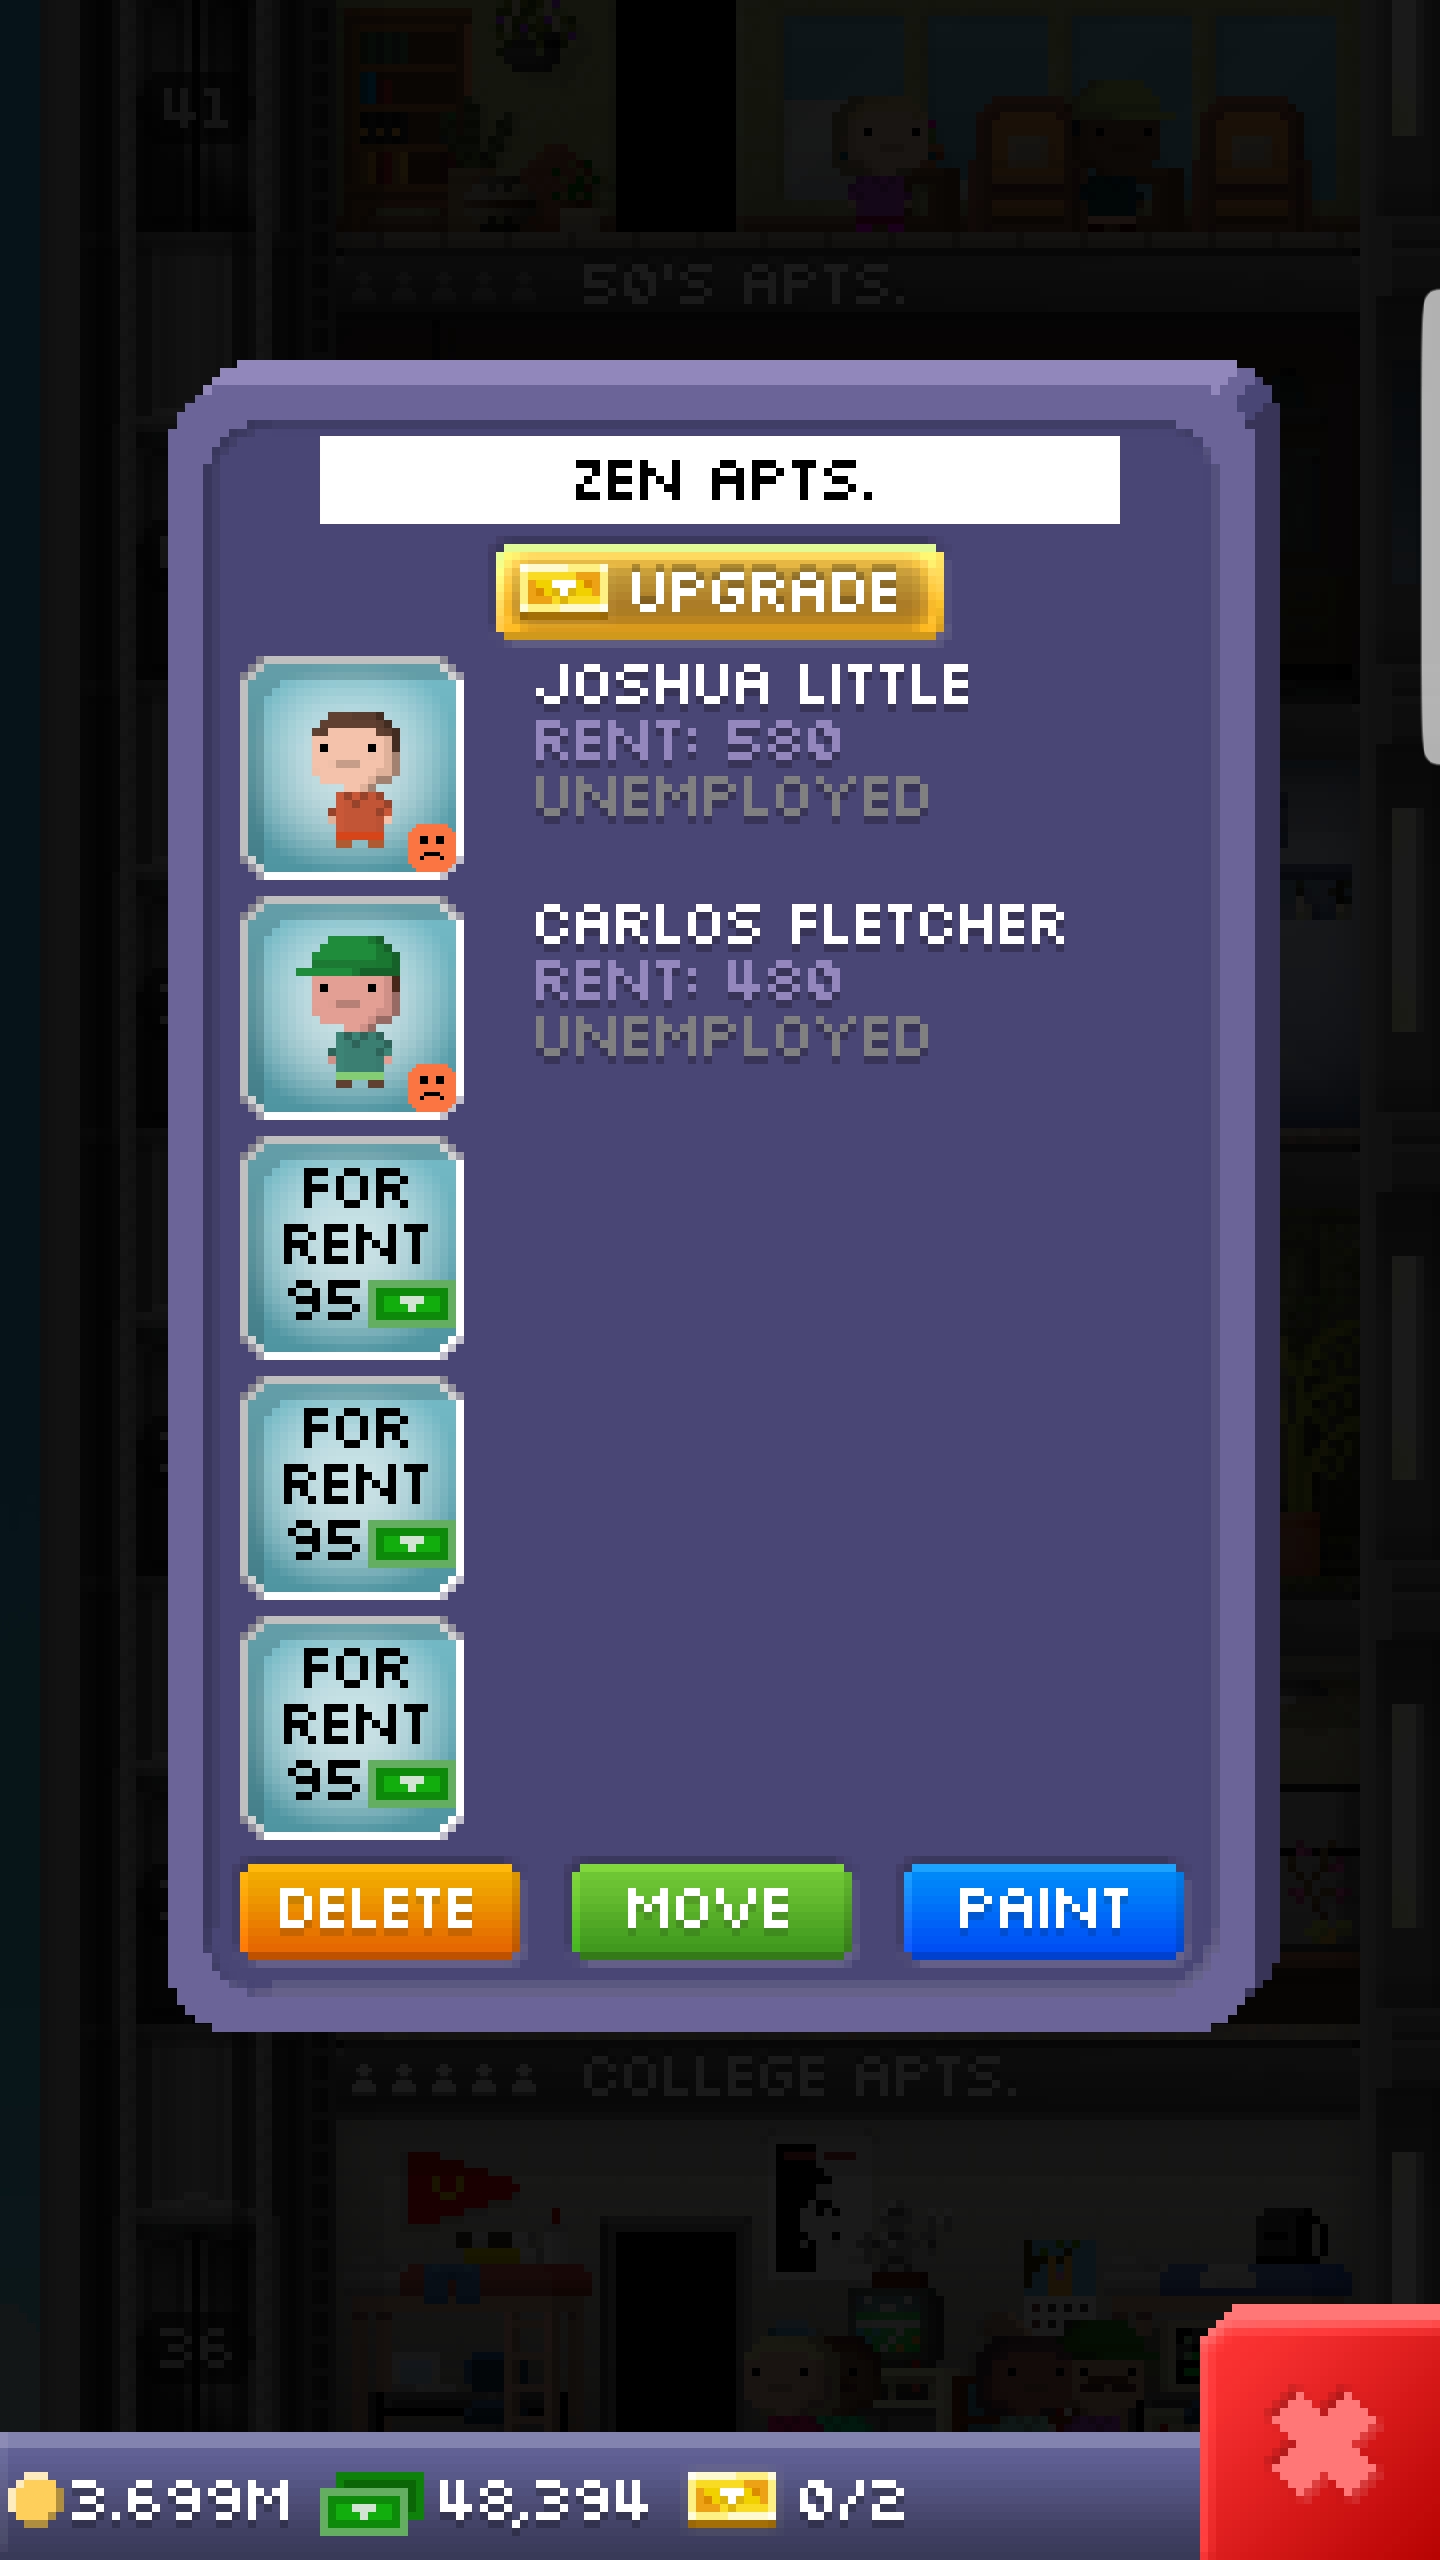 41
50'S APTS.
ZEN APTS.
UPGRADE
JOSHUA LITTLE
RENT: 580
UNEMPLOYED
CARLOS FLETCHER
RENT: 480
UNEMPLOYED
FOR
RENT
95
FOR
RENT
95
FOR
RENT
95
DELETE
MOVE
PAINT
COLLEGE APTS.
36
3.699M
48,394
0/2